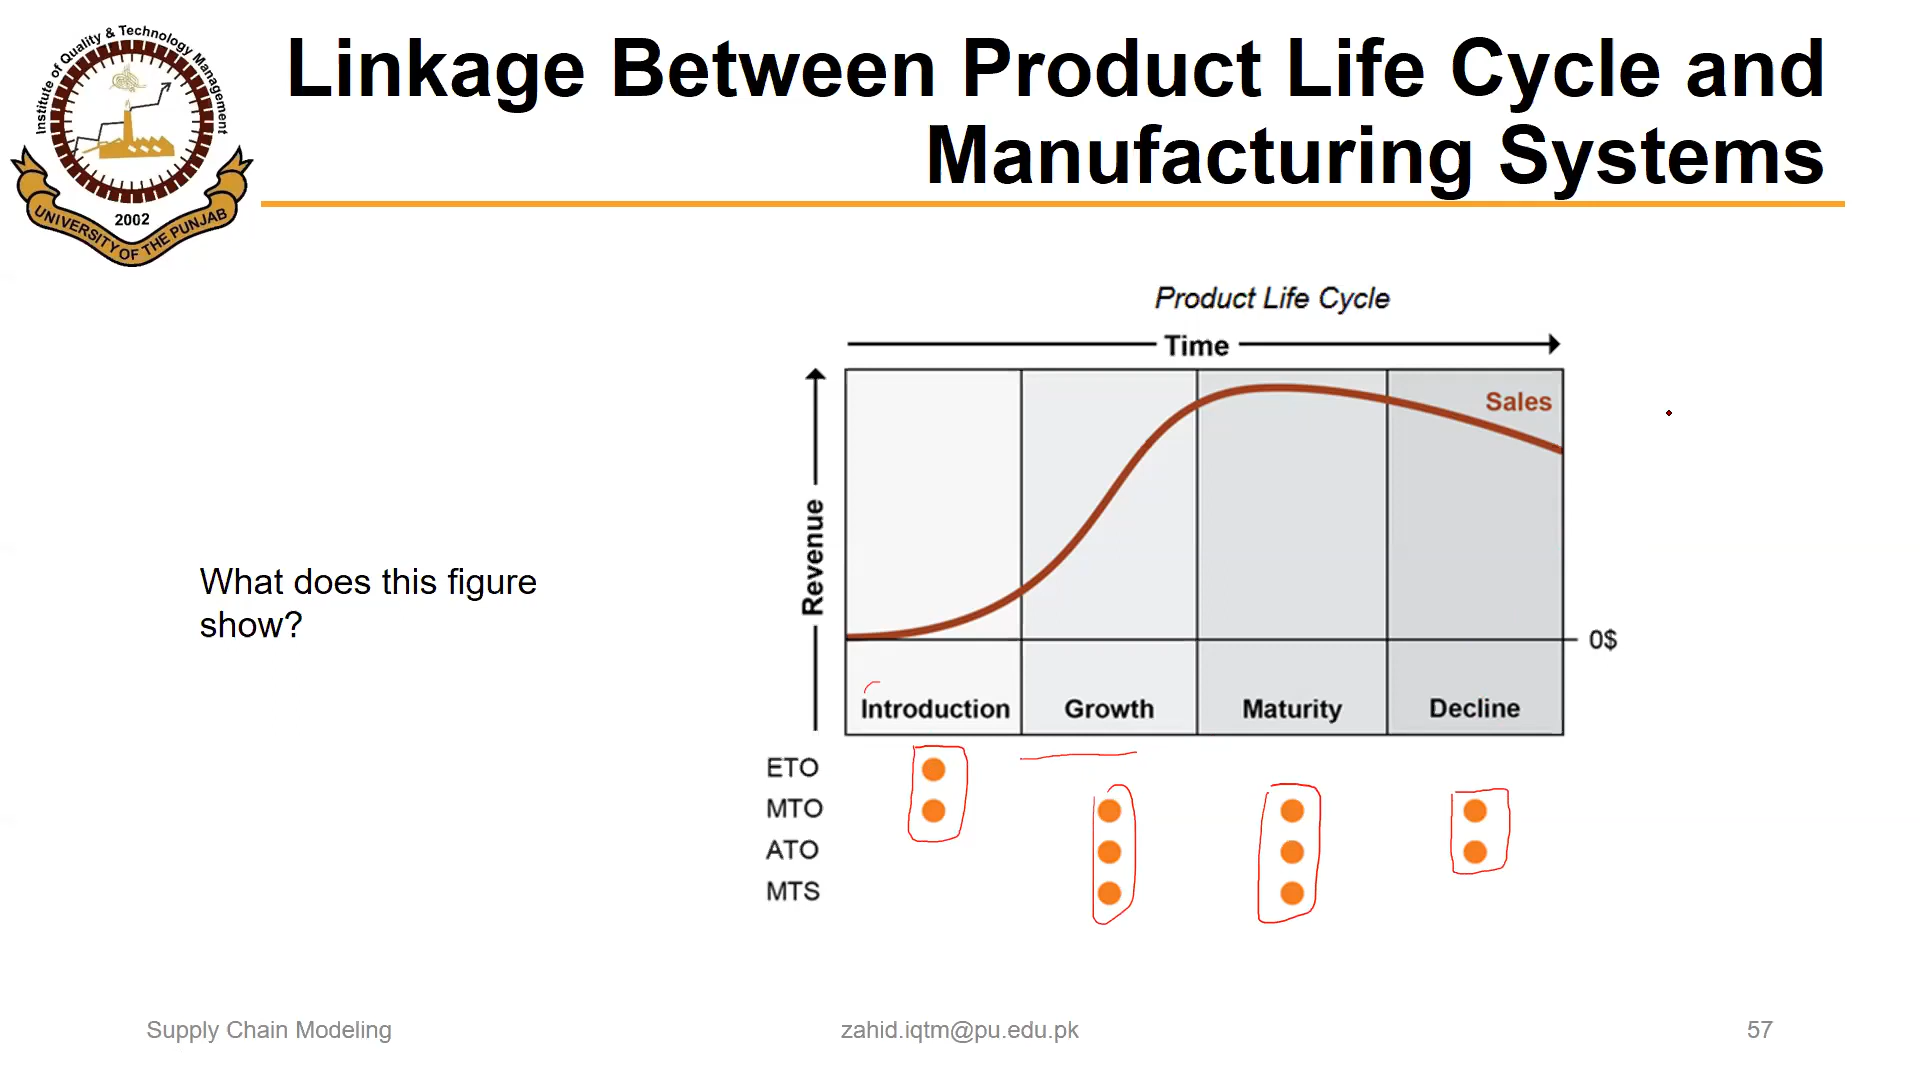 Institute of Quality & Technology Management
2002
UNIVERSITY OF THE PUNJAB
Linkage Between Product Life Cycle and
Manufacturing Systems
What does this figure
show?
Product Life Cycle
Time
Revenue
Sales
0$
Introduction Growth Maturity Decline
ETO
MTO
ATO
MTS
Supply Chain Modeling zahid.iqtm@pu.edu.pk 57